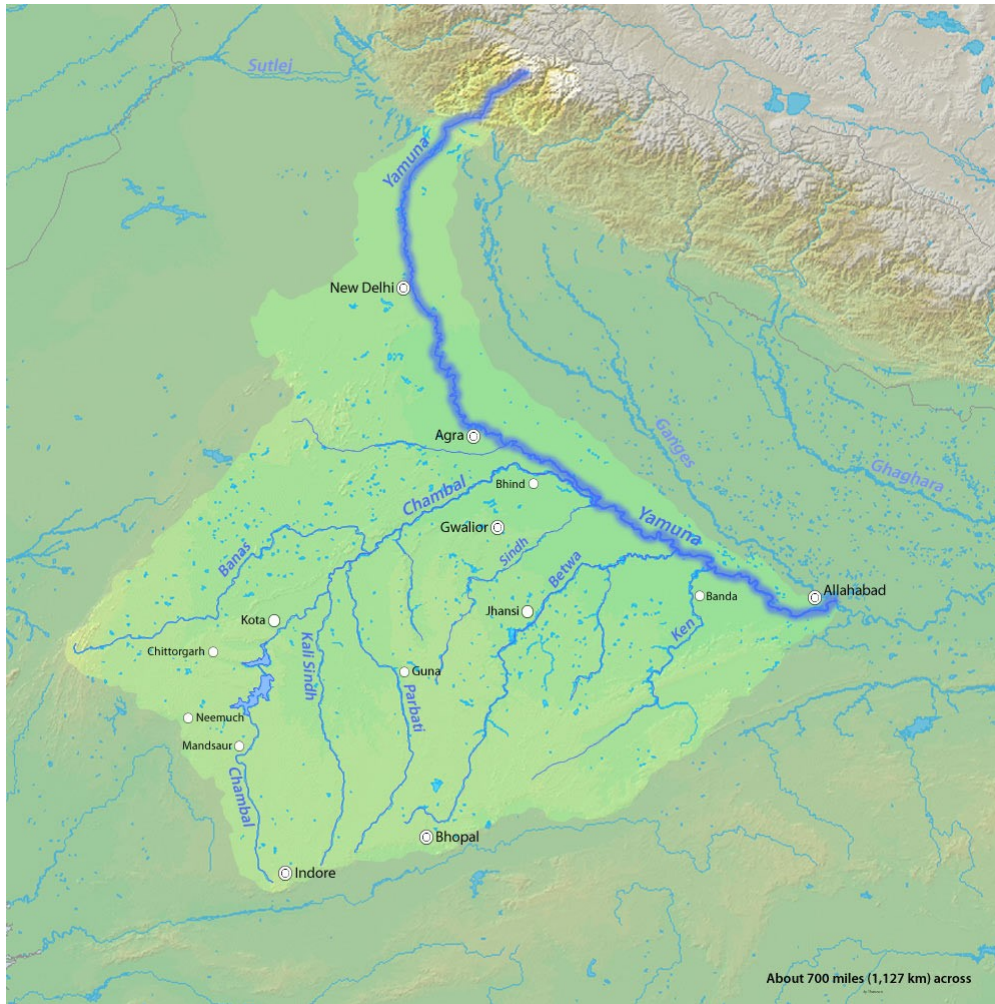 Sutlej
Yamuna
New Delhi
Agra
Ganges
Ghaghara
Chambal
Bhind
Gwalior
Yamuna
Sindh
Banas
Betwa
Allahabad
Banda
Jhansi
Kota
Ken
Chittorgarh
Kali Sindh
Guna
Parbati
Neemuch
Mandsaur
Chambal
Bhopal
Indore
About 700 miles (1,127 km) across